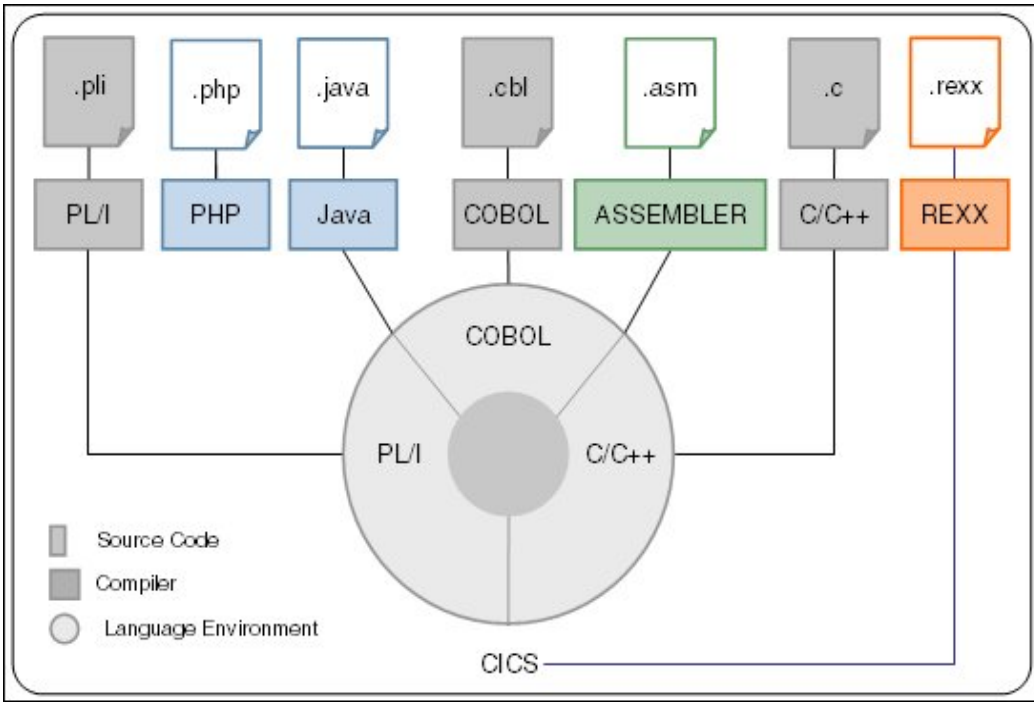 .pli
.php
.java
.cbl
.asm
.c
.rexx
PL/I
PHP
Java
COBOL
ASSEMBLER
C/C++
REXX
COBOL
PL/I
C/C++
Source Code
Compiler
Language Environment
CICS